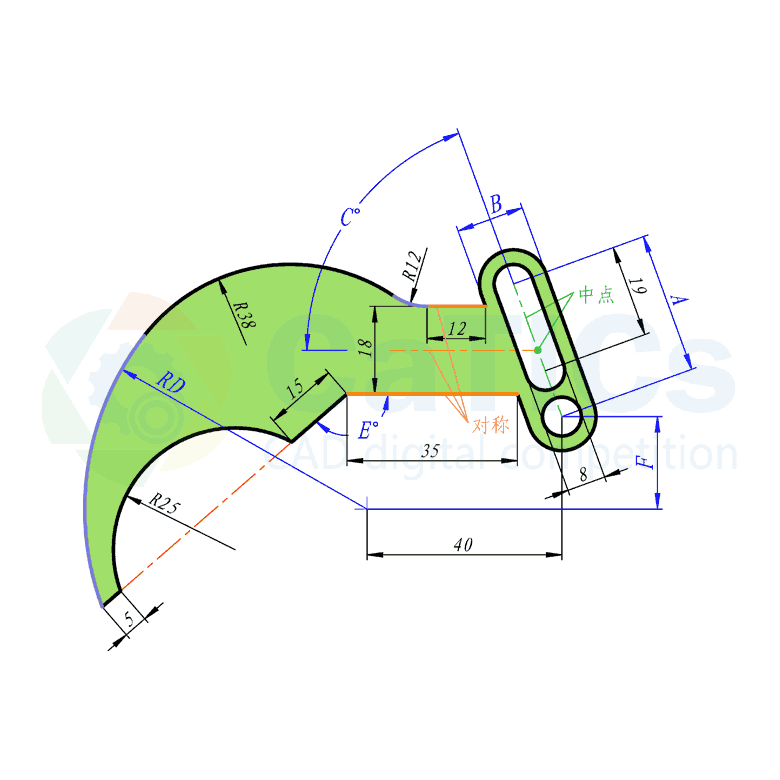 C°
B
R12
中点
19
A
R38
12
18
RD
15
CaTICs
E°
对称
35
CAD digital competition
F
8
R25
40
5